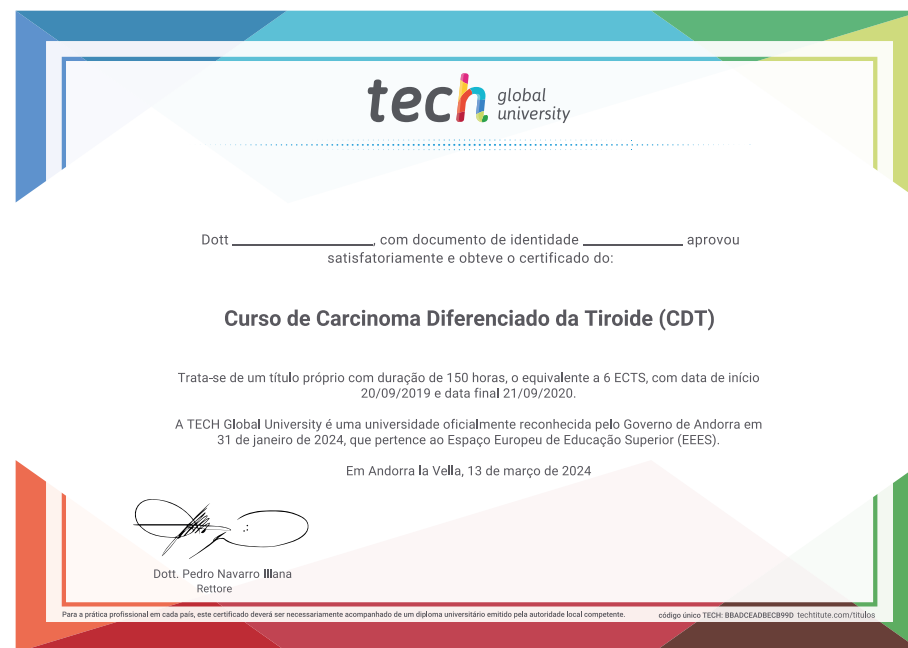 tech global university
Dott ____________________, com documento de identidade ______________ aprovou
satisfatoriamente e obteve o certificado do:
Curso de Carcinoma Diferenciado da Tiroide (CDT)
Trata-se de um título próprio com duração de 150 horas, o equivalente a 6 ECTS, com data de início
20/09/2019 e data final 21/09/2020.
A TECH Global University é uma universidade oficialmente reconhecida pelo Governo de Andorra em
31 de janeiro de 2024, que pertence ao Espaço Europeu de Educação Superior (EEES).
Em Andorra la Vella, 13 de março de 2024
Dott. Pedro Navarro Illana
Rettore
Para a prática profissional em cada país, este certificado deverá ser necessariamente acompanhado de um diploma universitário emitido pela autoridade local competente.
código único TECH: BBADCEADBECB99D techtitute.com/títulos